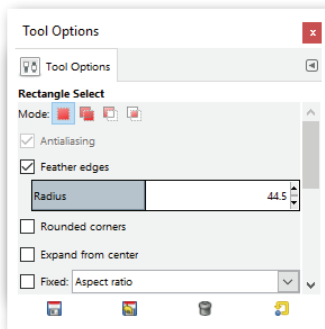 Tool Options
x
Tool Options
Rectangle Select
Mode:
Antialiasing
Feather edges
Radius 44.5
Rounded corners
Expand from center
Fixed: Aspect ratio